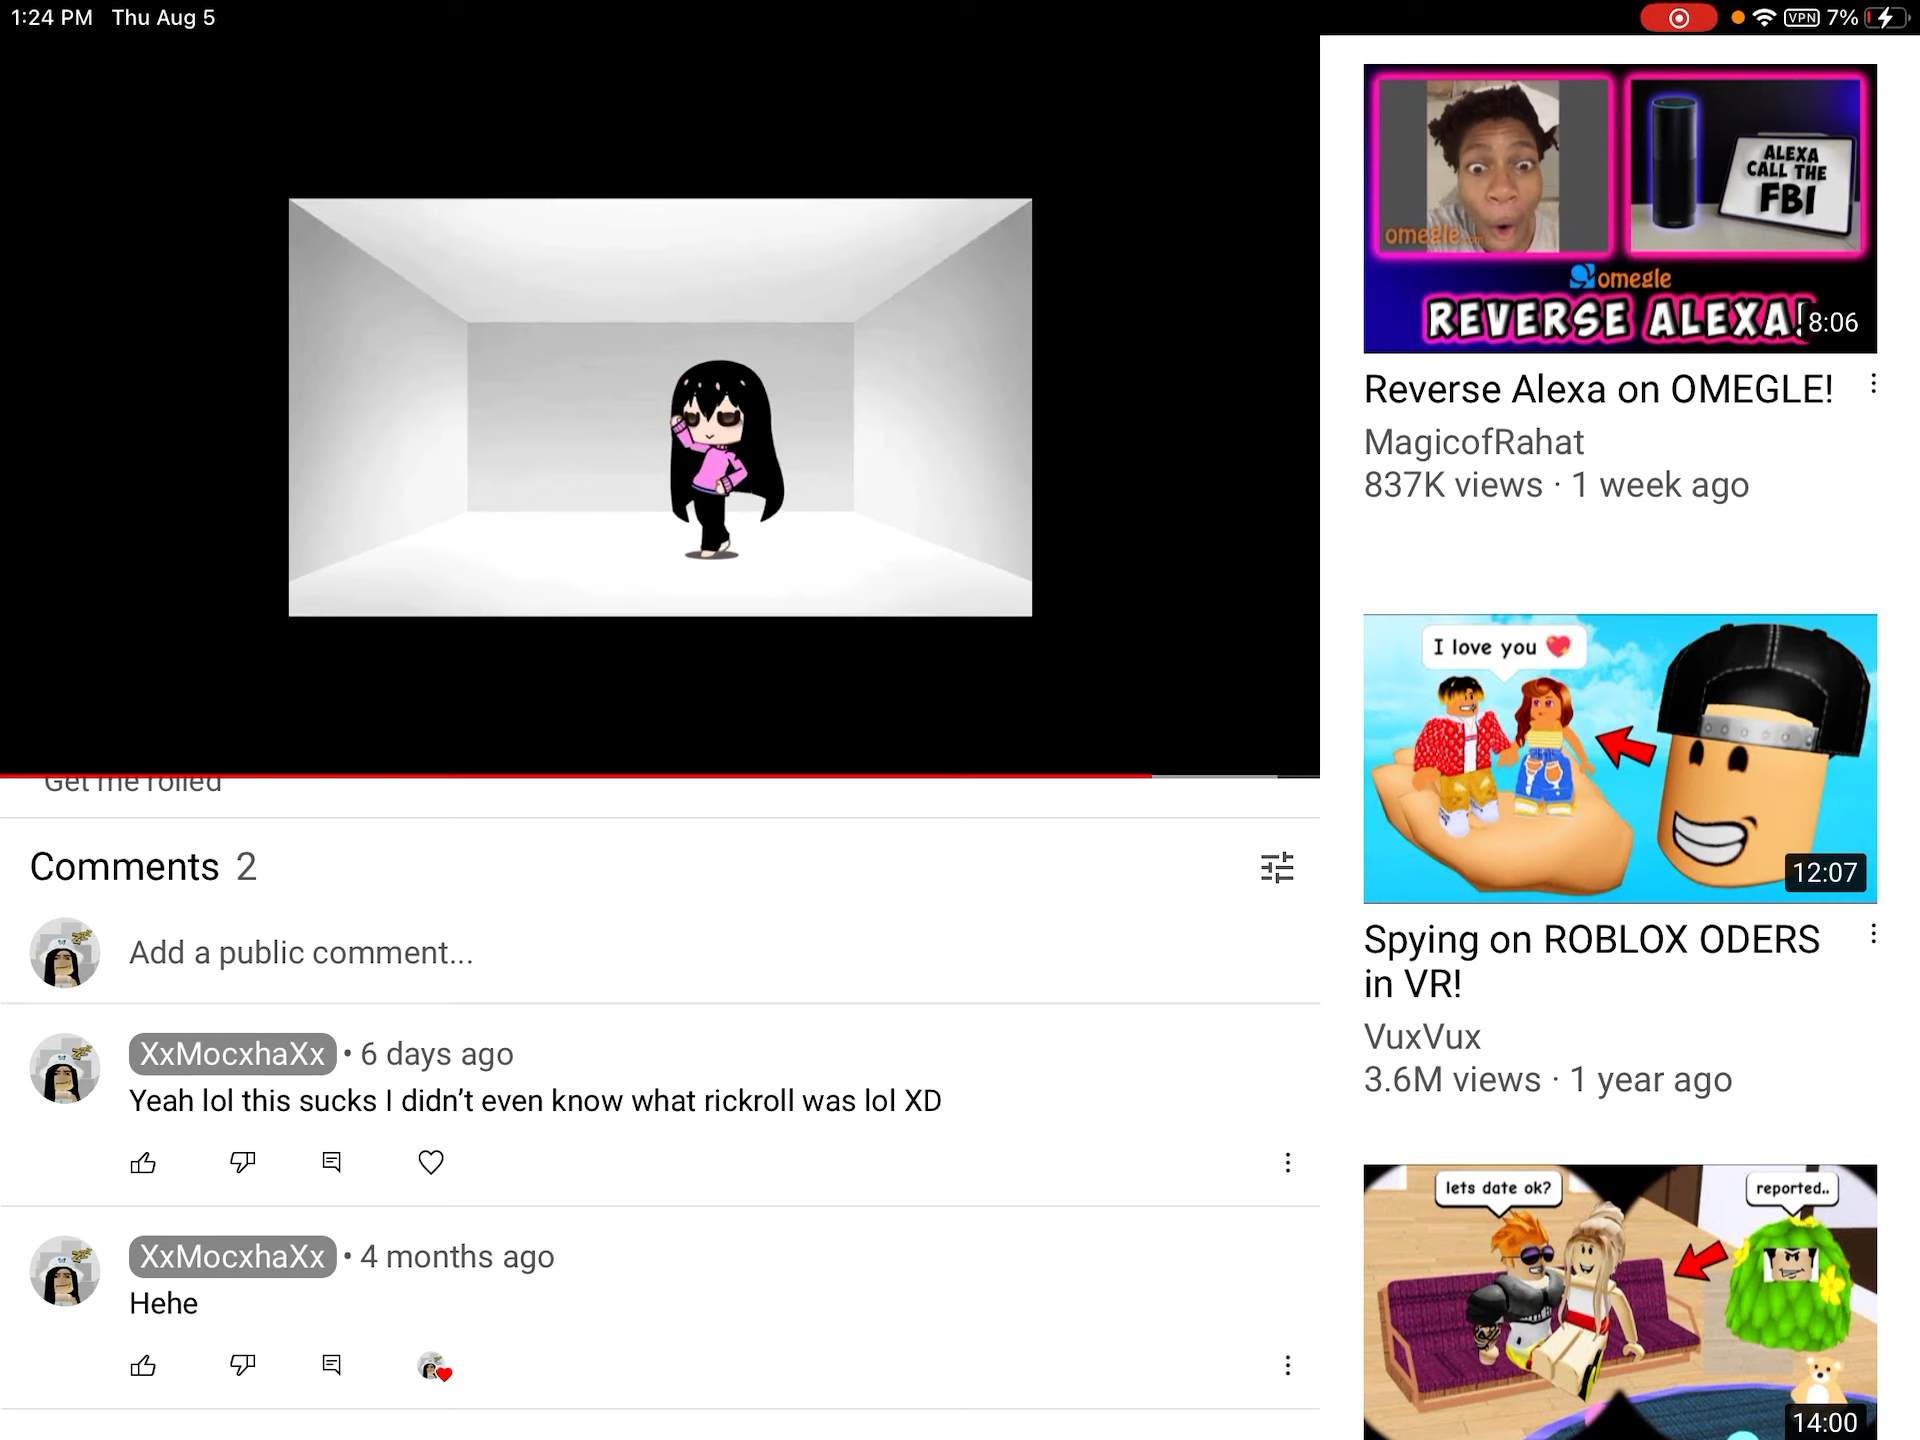 1:24 PM Thu Aug 5
VPN 7%
Get me rolled
Comments 2
Add a public comment...
XxMocxhaXx • 6 days ago
Yeah lol this sucks I didn't even know what rickroll was lol XD
XxMocxhaXx • 4 months ago
Hehe
ALEXA
CALL THE
FBI
omegle.com
omegle
REVERSE ALEXA!
8:06
Reverse Alexa on OMEGLE!
MagicofRahat
837K views · 1 week ago
I love you
12:07
Spying on ROBLOX ODERS
in VR!
VuxVux
3.6M views · 1 year ago
lets date ok?
reported..
14:00